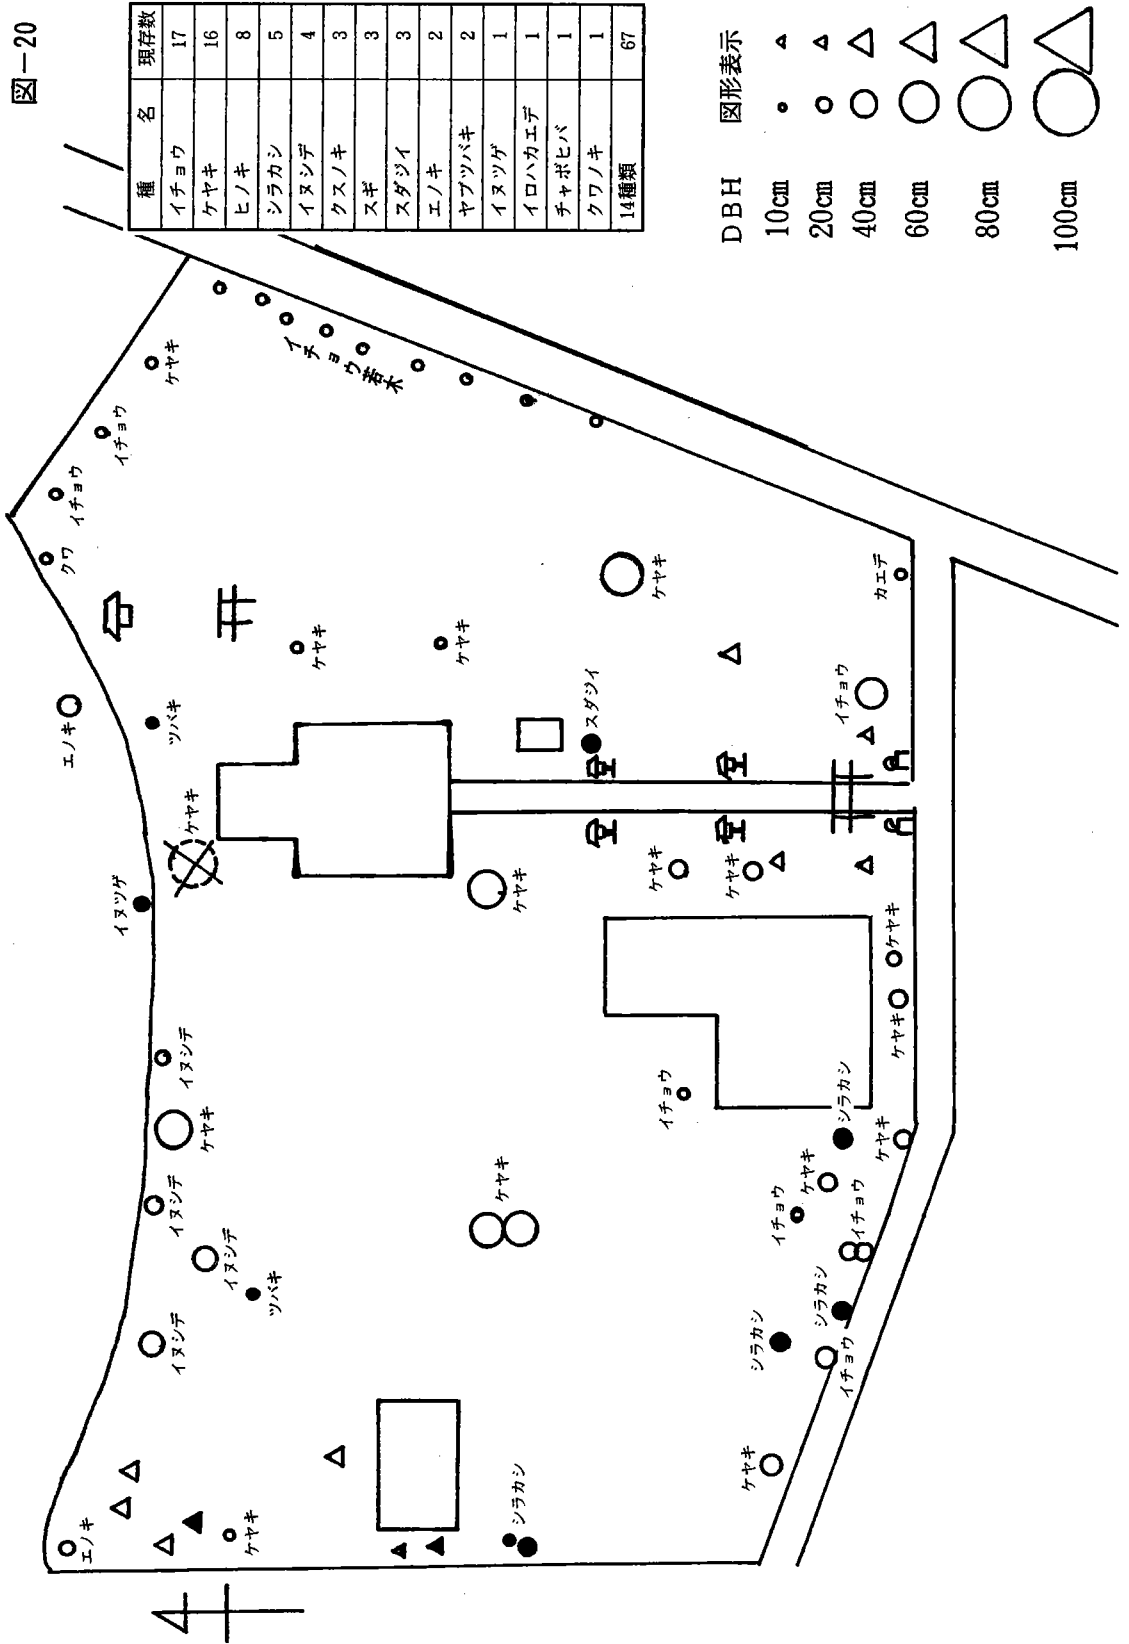 図－20
種　名　現存数
イチョウ 17
ケヤキ 16
ヒノキ 8
シラカシ 5
イヌシデ 4
クスノキ 3
スギ 3
スダジイ 3
エノキ 2
ヤブツバキ 2
イヌツゲ 1
イロハカエデ 1
チャボヒバ 1
クワノキ 1
14種類 67
DBH 図形表示
10cm
20cm
40cm
60cm
80cm
100cm
エノキ
イヌツゲ
エノキ
クワ
イチョウ
イチョウ
ケヤキ
イヌシデ
イヌシデ
イヌシデ
ケヤキ
ツバキ
ケヤキ
イヌシデ
ケヤキ
ツバキ
ケヤキ
イチョウ若木
ケヤキ
シラカシ
ケヤキ
ケヤキ
スダジイ
ケヤキ
ケヤキ
イチョウ
ケヤキ
ケヤキ
シラカシ
イチョウ
ケヤキ
シラカシ
シラカシ
イチョウ
イチョウ
イチョウ
カエデ
ケヤキ
ケヤキ
ケヤキ